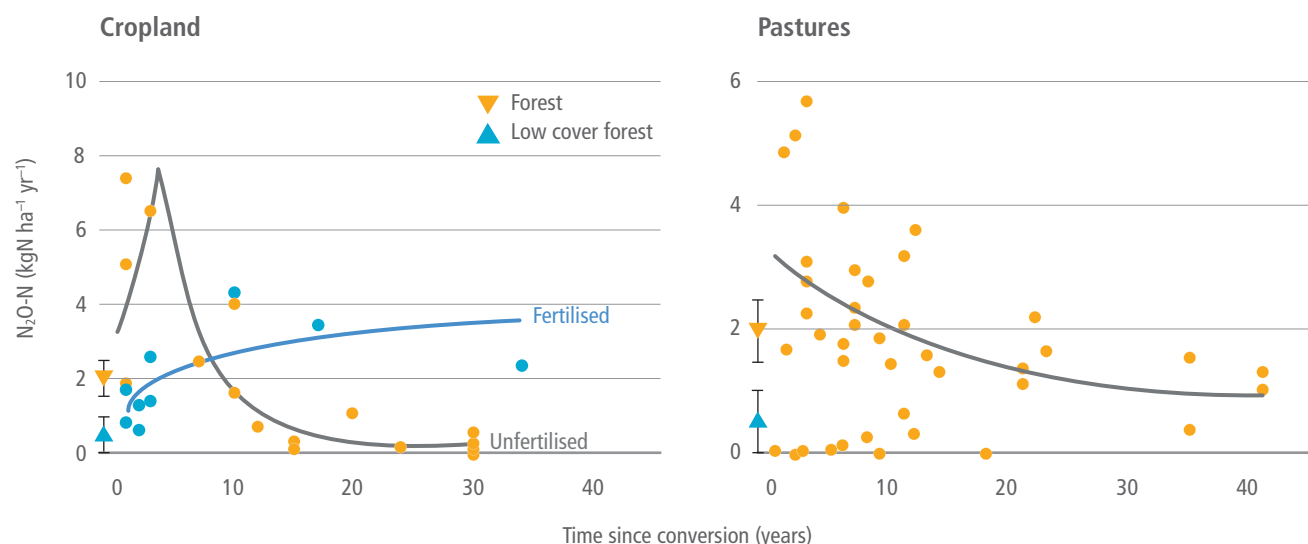 Cropland
10
8
6
4
2
0
N₂O-N (kgN ha⁻¹ yr⁻¹)
Forest
Low cover forest
Fertilised
Unfertilised
0 10 20 30 40
Pastures
6
4
2
0
0 10 20 30 40
Time since conversion (years)